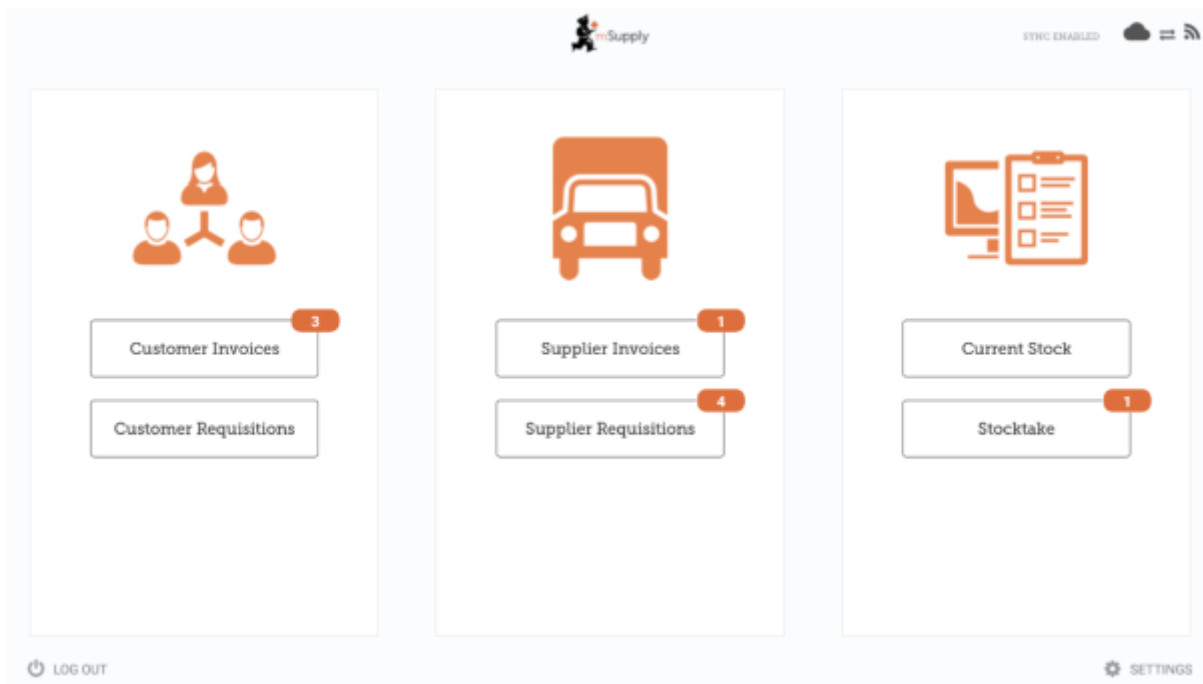 mSupply
SYNC ENABLED
3
Customer Invoices
Customer Requisitions
1
Supplier Invoices
4
Supplier Requisitions
Current Stock
1
Stocktake
LOG OUT
SETTINGS